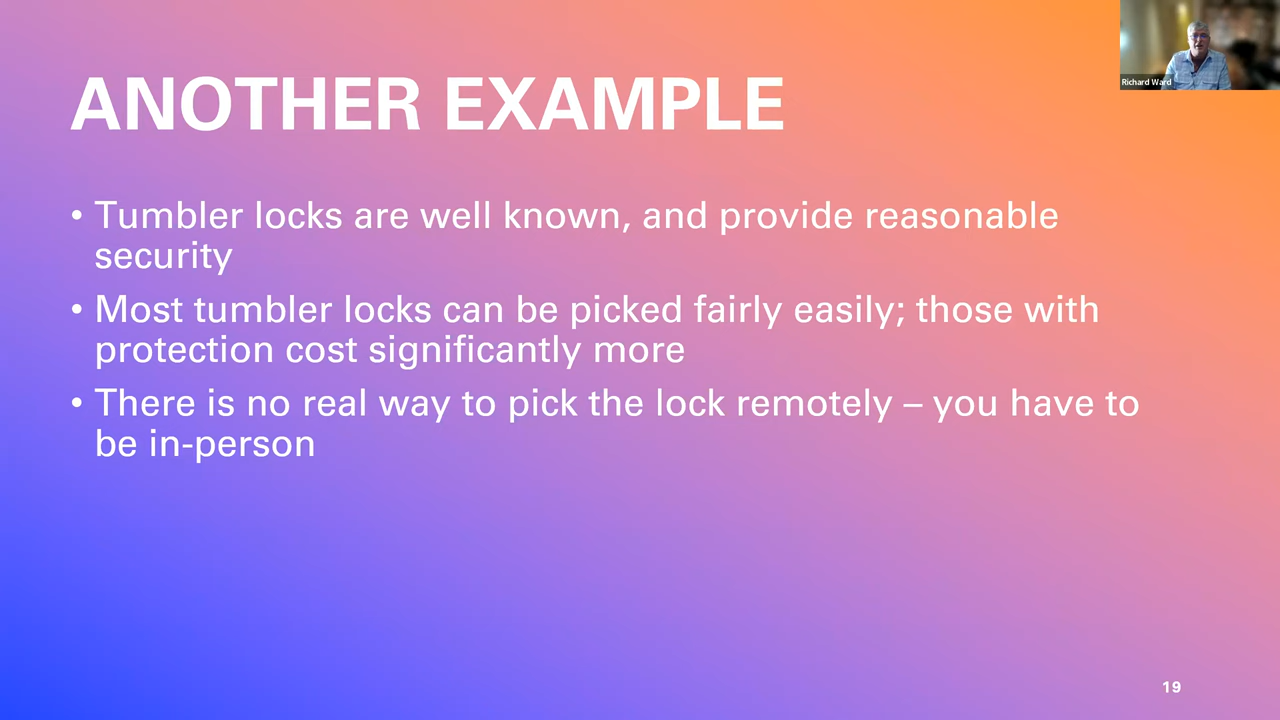 Richard Ward
ANOTHER EXAMPLE
• Tumbler locks are well known, and provide reasonable
security
• Most tumbler locks can be picked fairly easily; those with
protection cost significantly more
• There is no real way to pick the lock remotely – you have to
be in-person
19